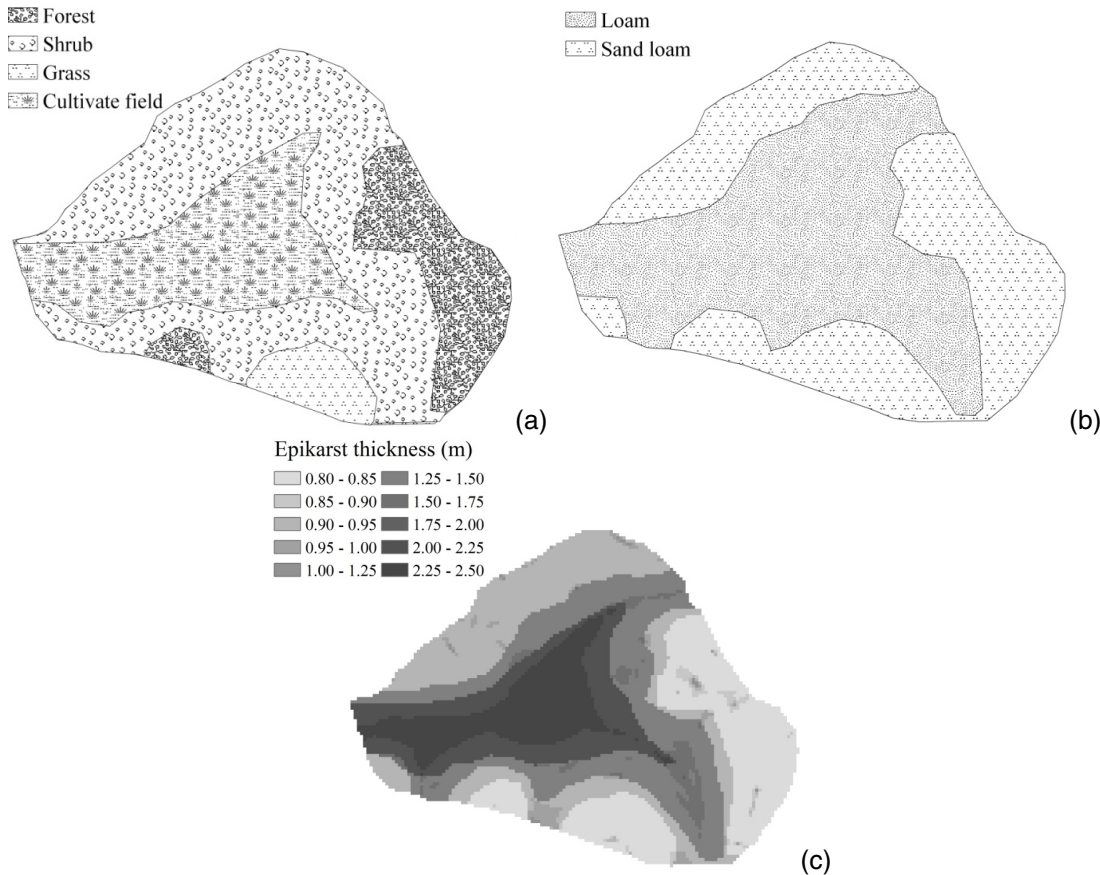 Forest
Shrub
Grass
Cultivate field
(a)
Loam
Sand loam
(b)
Epikarst thickness (m)
0.80 - 0.85 1.25 - 1.50
0.85 - 0.90 1.50 - 1.75
0.90 - 0.95 1.75 - 2.00
0.95 - 1.00 2.00 - 2.25
1.00 - 1.25 2.25 - 2.50
(c)